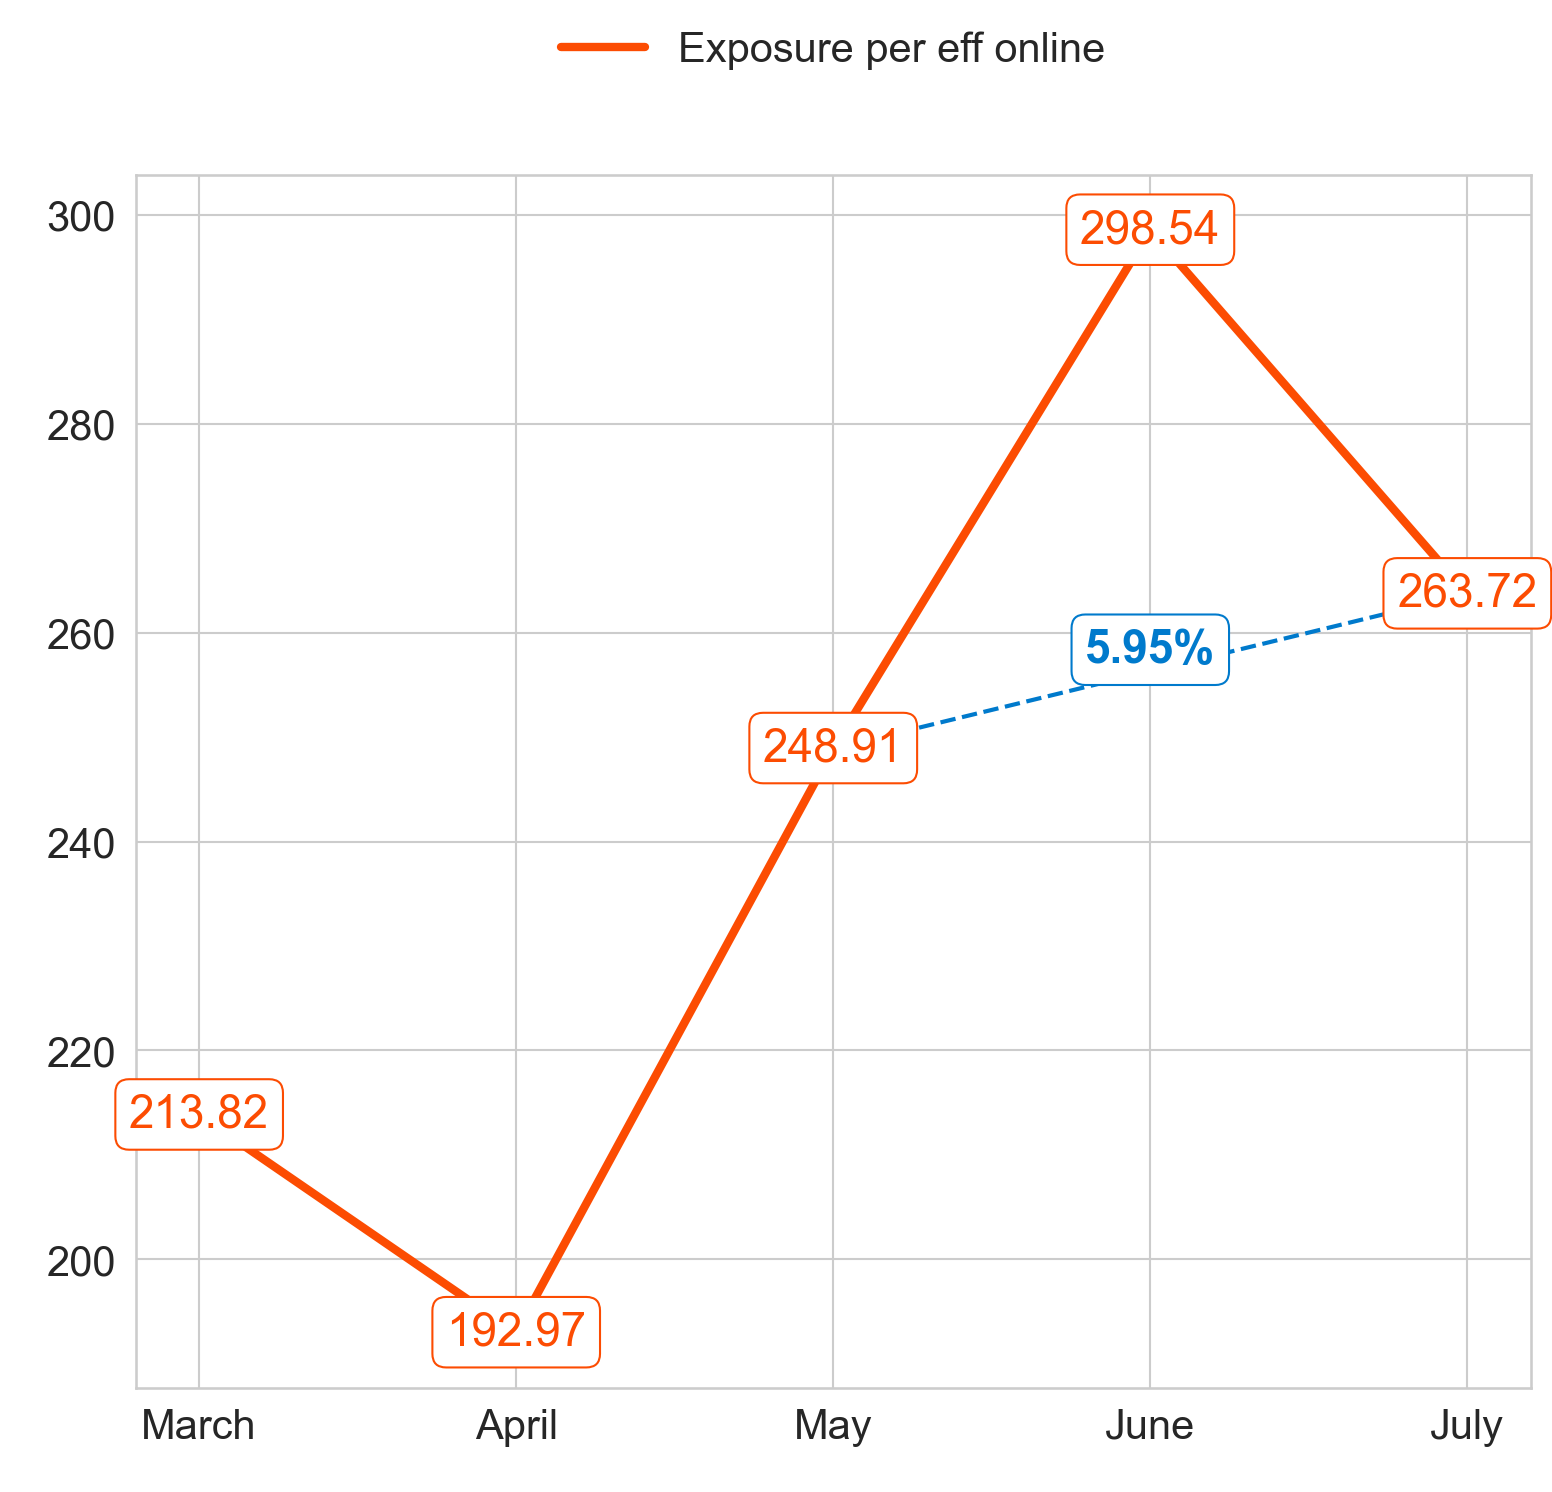 Exposure per eff online
300
298.54
280
263.72
260
5.95%
248.91
240
220
213.82
200
192.97
March
April
May
June
July